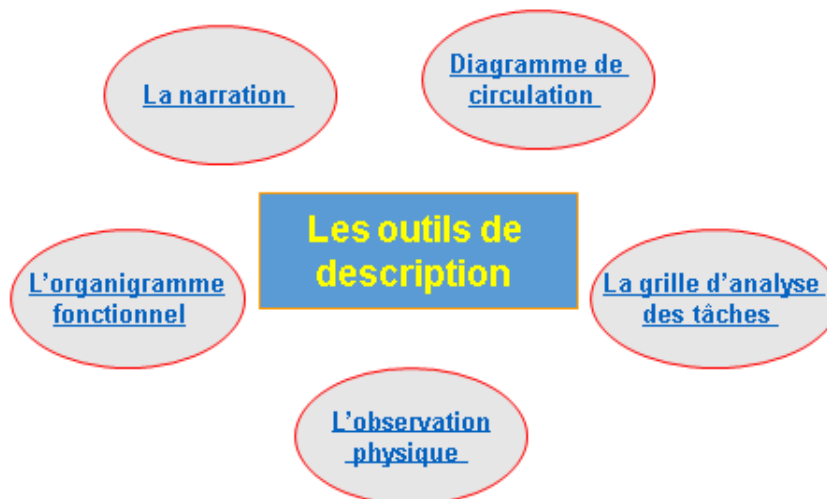 La narration
Diagramme de
circulation
Les outils de
description
L'organigramme
fonctionnel
La grille d'analyse
des tâches
L'observation
physique